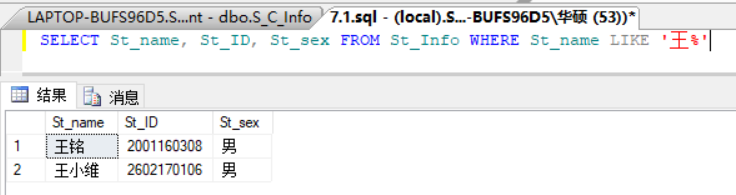 LAPTOP-BUFS96D5.S...nt - dbo.S_C_Info 7.1.sql - (local).S...-BUFS96D5\华硕 (53))*
SELECT St_name, St_ID, St_sex FROM St_Info WHERE St_name LIKE '王%'
结果 消息
St_name St_ID St_sex
1 王铭 2001160308 男
2 王小维 2602170106 男